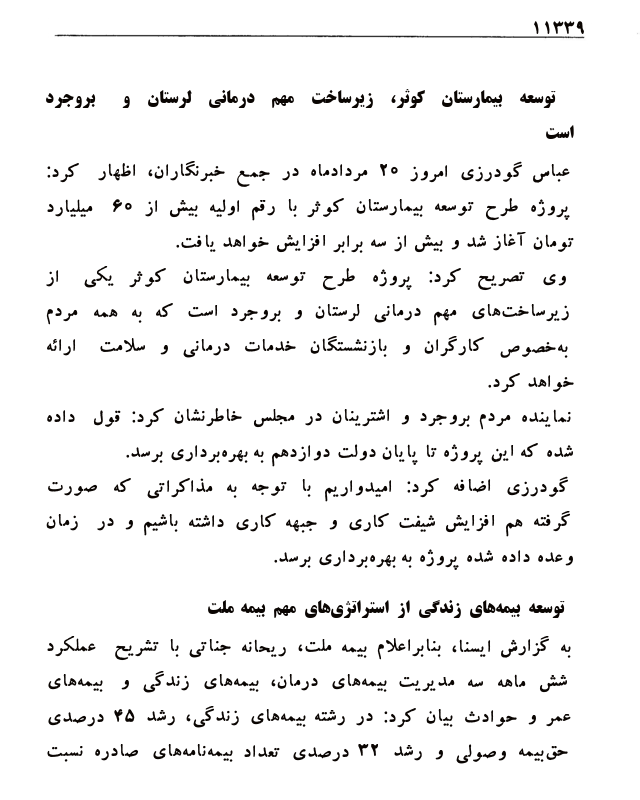 ۱۱۳۳۹
توسعه بیمارستان کوثر، زیرساخت مهم درمانی لرستان و بروجرد
است
عباس گودرزی امروز ۲۰ مردادماه در جمع خبرنگاران، اظهار کرد:
پروژه طرح توسعه بیمارستان کوثر با رقم اولیه بیش از ۶۰ میلیارد
تومان آغاز شد و بیش از سه برابر افزایش خواهد یافت.
وی تصریح کرد: پروژه طرح توسعه بیمارستان کوثر یکی از
زیرساخت‌های مهم درمانی لرستان و بروجرد است که به همه مردم
به‌خصوص کارگران و بازنشستگان خدمات درمانی و سلامت ارائه
خواهد کرد.
نماینده مردم بروجرد و اشترینان در مجلس خاطرنشان کرد: قول داده
شده که این پروژه تا پایان دولت دوازدهم به بهره‌برداری برسد.
گودرزی اضافه کرد: امیدواریم با توجه به مذاکراتی که صورت
گرفته هم افزایش شیفت کاری و جبهه کاری داشته باشیم و در زمان
وعده داده شده پروژه به بهره‌برداری برسد.
توسعه بیمه‌های زندگی از استراتژی‌های مهم بیمه ملت
به گزارش ایسنا، بنابراعلام بیمه ملت، ریحانه جناتی با تشریح عملکرد
شش ماهه سه مدیریت بیمه‌های درمان، بیمه‌های زندگی و بیمه‌های
عمر و حوادث بیان کرد: در رشته بیمه‌های زندگی، رشد ۴۵ درصدی
حق‌بیمه وصولی و رشد ۳۲ درصدی تعداد بیمه‌نامه‌های صادره نسبت